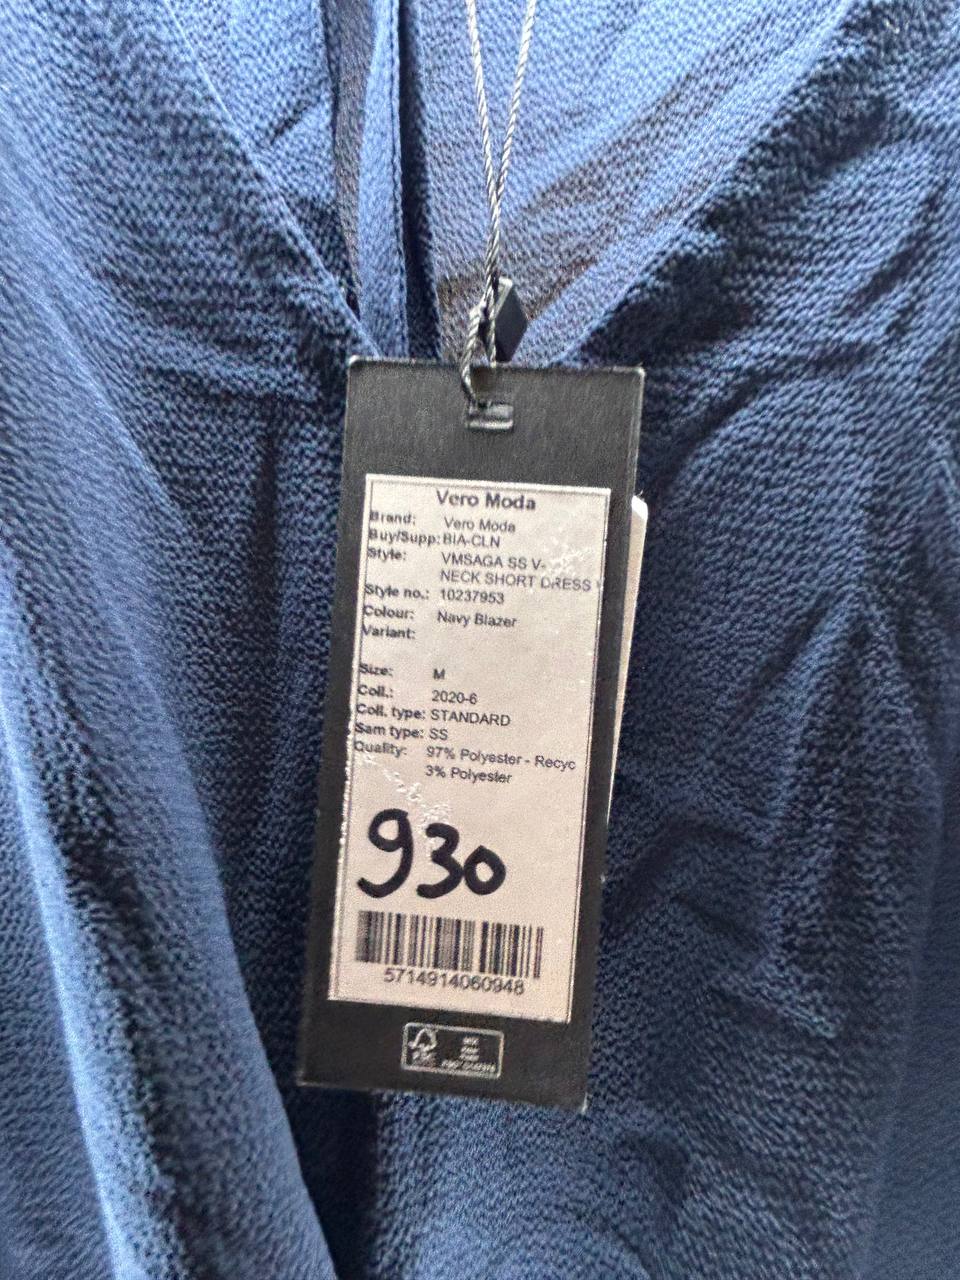 Vero Moda
Brand: Vero Moda
Buy/Supp: BIA-CLN
Style: VMSAGA SS V-
NECK SHORT DRESS
Style no.: 10237953
Colour: Navy Blazer
Variant:
Size: M
Coll.: 2020-6
Coll. type: STANDARD
Sam type: SS
Quality: 97% Polyester - Recyc
3% Polyester
930
5714914060948
FSC
MIX